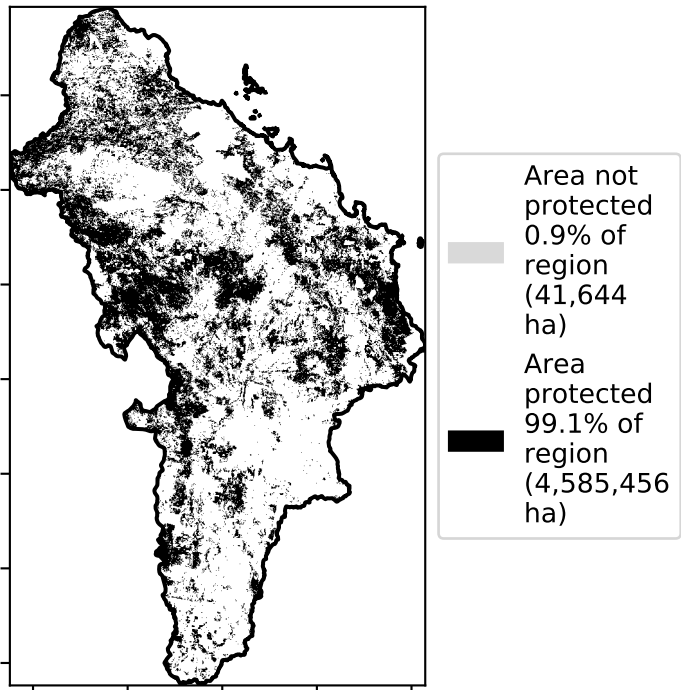 Area not
protected
0.9% of
region
(41,644
ha)
Area
protected
99.1% of
region
(4,585,456
ha)